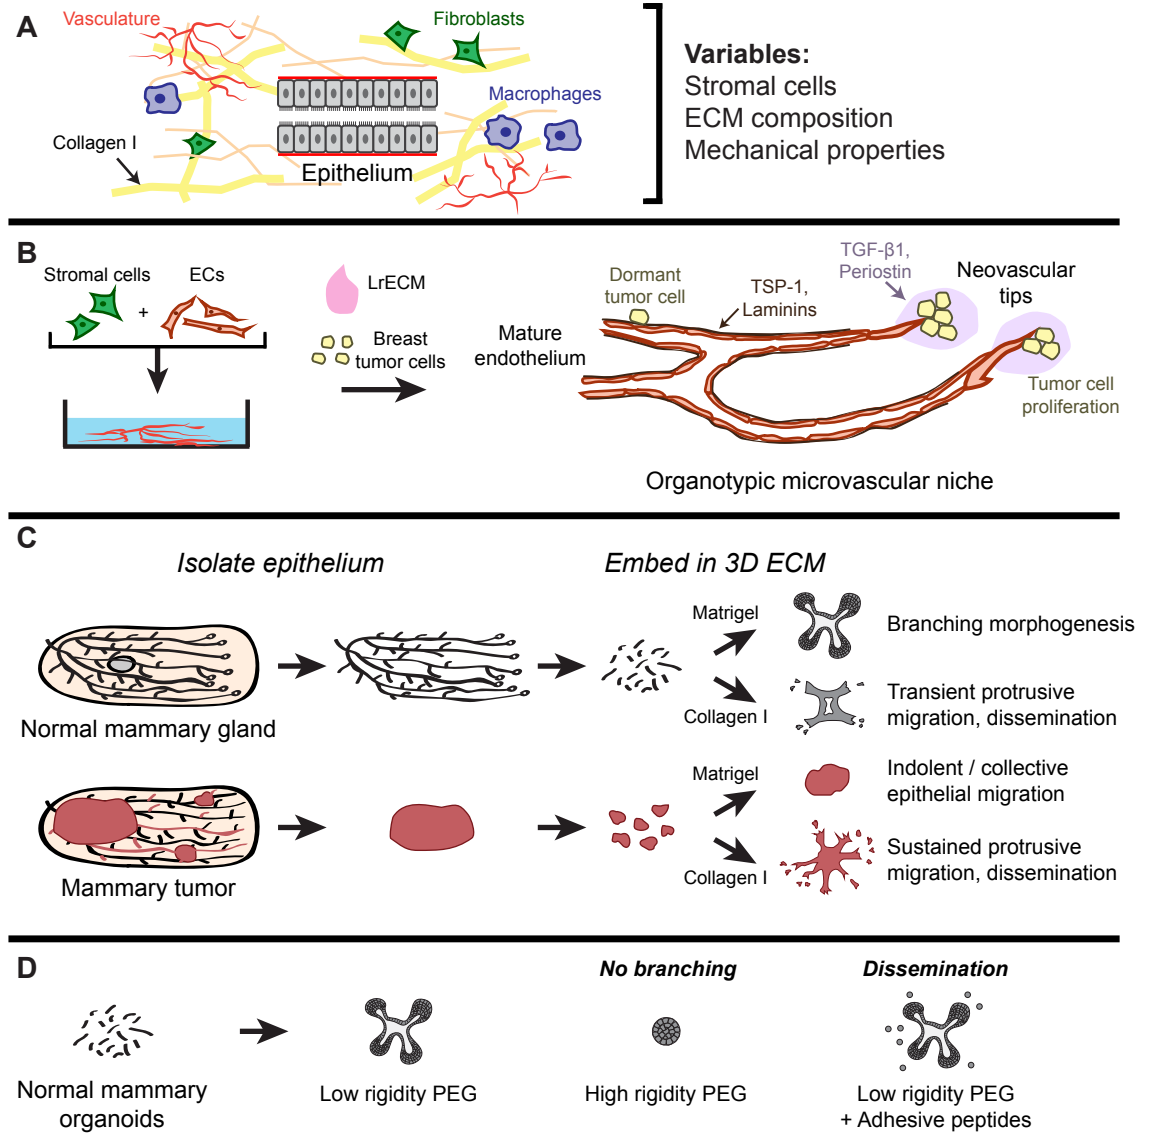 A
Vasculature
Fibroblasts
Macrophages
Collagen I
Epithelium
Variables:
Stromal cells
ECM composition
Mechanical properties
B
Stromal cells
ECs
+
LrECM
Breast
tumor cells
Mature
endothelium
Dormant
tumor cell
TSP-1,
Laminins
TGF-β1,
Periostin
Neovascular
tips
Tumor cell
proliferation
Organotypic microvascular niche
C
Isolate epithelium
Embed in 3D ECM
Normal mammary gland
Matrigel
Branching morphogenesis
Collagen I
Transient protrusive
migration, dissemination
Mammary tumor
Matrigel
Indolent / collective
epithelial migration
Collagen I
Sustained protrusive
migration, dissemination
D
No branching
Dissemination
Normal mammary
organoids
Low rigidity PEG
High rigidity PEG
Low rigidity PEG
+ Adhesive peptides